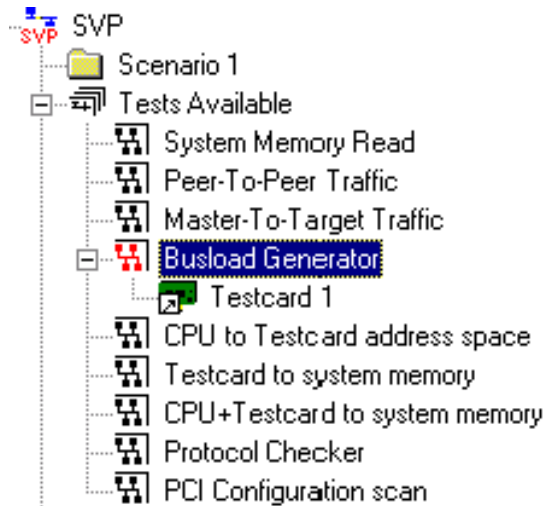 SVP SVP
Scenario 1
Tests Available
System Memory Read
Peer-To-Peer Traffic
Master-To-Target Traffic
Busload Generator
Testcard 1
CPU to Testcard address space
Testcard to system memory
CPU+Testcard to system memory
Protocol Checker
PCI Configuration scan